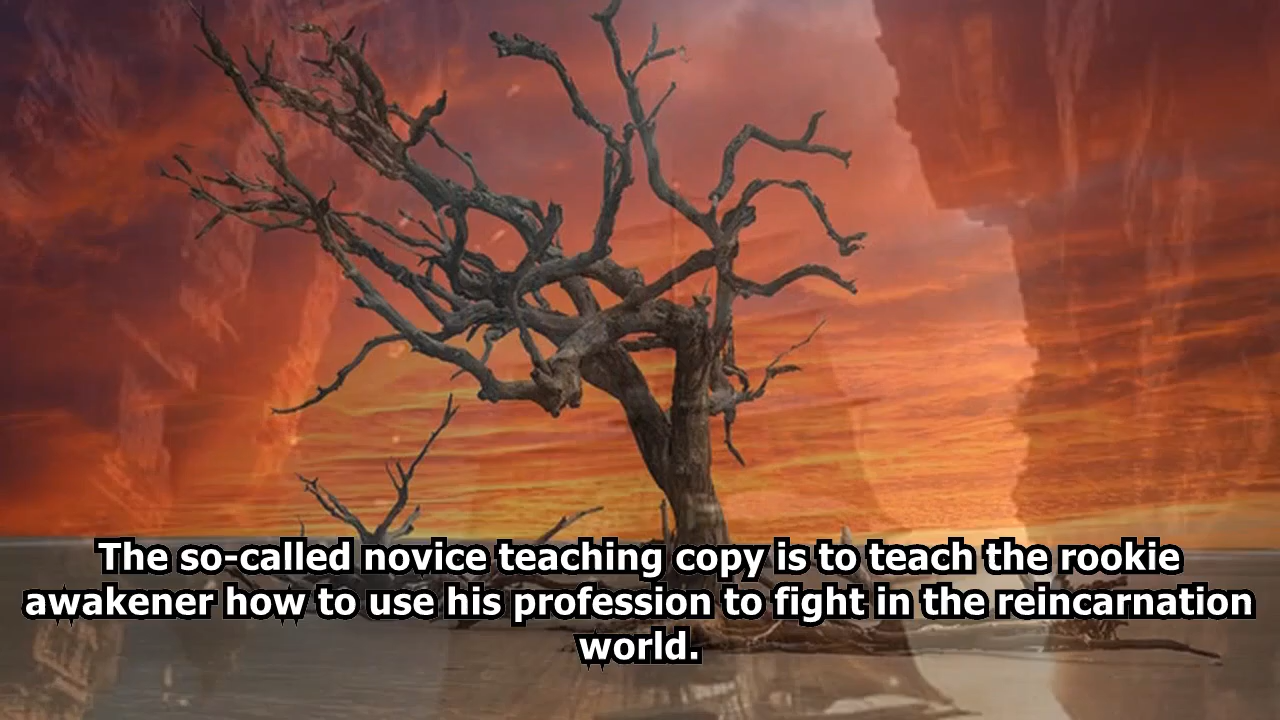 The so-called novice teaching copy is to teach the rookie
awakener how to use his profession to fight in the reincarnation
world.